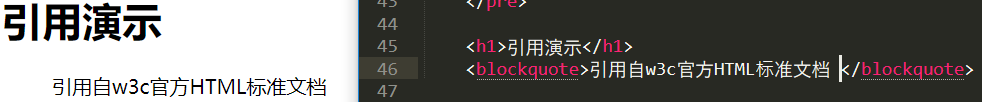 引用演示
引用自w3c官方HTML标准文档
43 </pre>
44
45 <h1>引用演示</h1>
46 <blockquote>引用自w3c官方HTML标准文档 </blockquote>
47